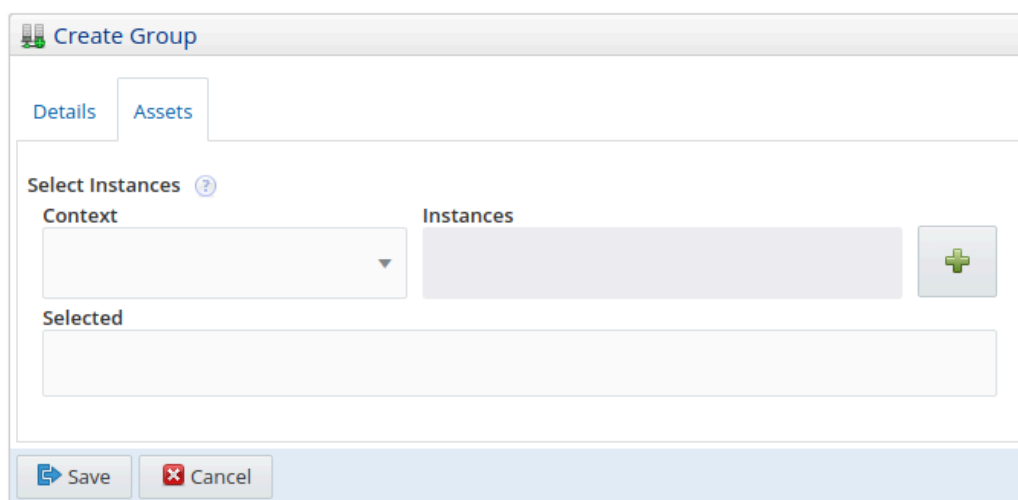 Create Group
Details Assets
Select Instances ?
Context Instances
Selected
Save Cancel